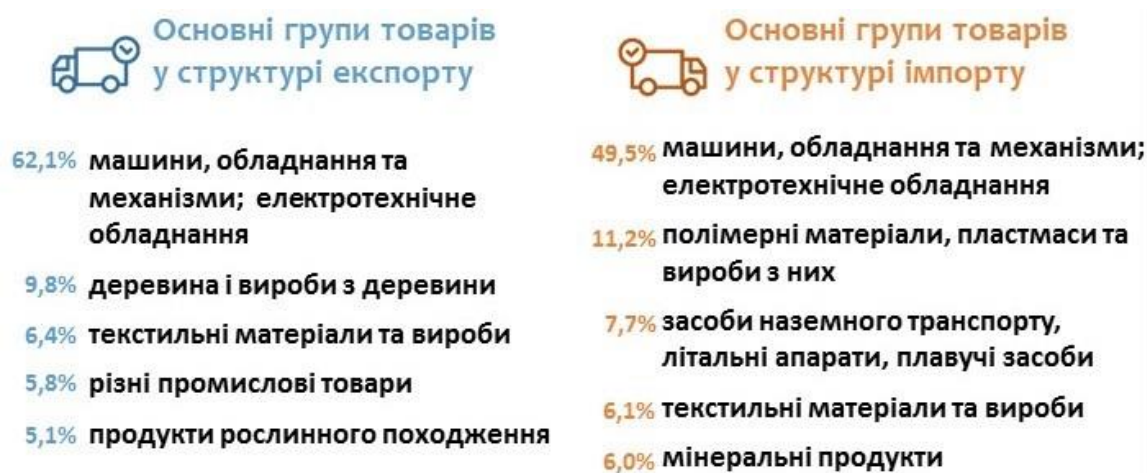 Основні групи товарів
у структурі експорту
62,1% машини, обладнання та
механізми; електротехнічне
обладнання
9,8% деревина і вироби з деревини
6,4% текстильні матеріали та вироби
5,8% різні промислові товари
5,1% продукти рослинного походження
Основні групи товарів
у структурі імпорту
49,5% машини, обладнання та механізми;
електротехнічне обладнання
11,2% полімерні матеріали, пластмаси та
вироби з них
7,7% засоби наземного транспорту,
літальні апарати, плавучі засоби
6,1% текстильні матеріали та вироби
6,0% мінеральні продукти